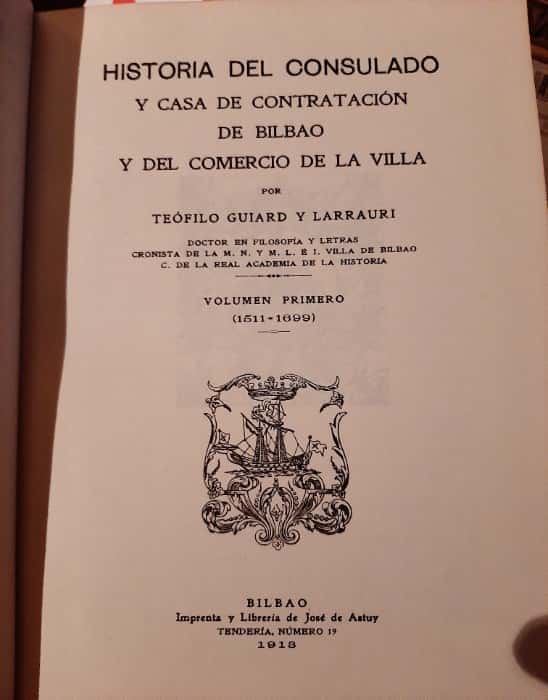 HISTORIA DEL CONSULADO
Y CASA DE CONTRATACIÓN
DE BILBAO
Y DEL COMERCIO DE LA VILLA
POR
TEÓFILO GUIARD Y LARRAURI
DOCTOR EN FILOSOFÍA Y LETRAS
CRONISTA DE LA M. N. Y M. L. É I. VILLA DE BILBAO
C. DE LA REAL ACADEMIA DE LA HISTORIA
VOLUMEN PRIMERO
(1511-1699)
BILBAO
Imprenta y Librería de José de Astuy
TENDERÍA, NÚMERO 19
1913